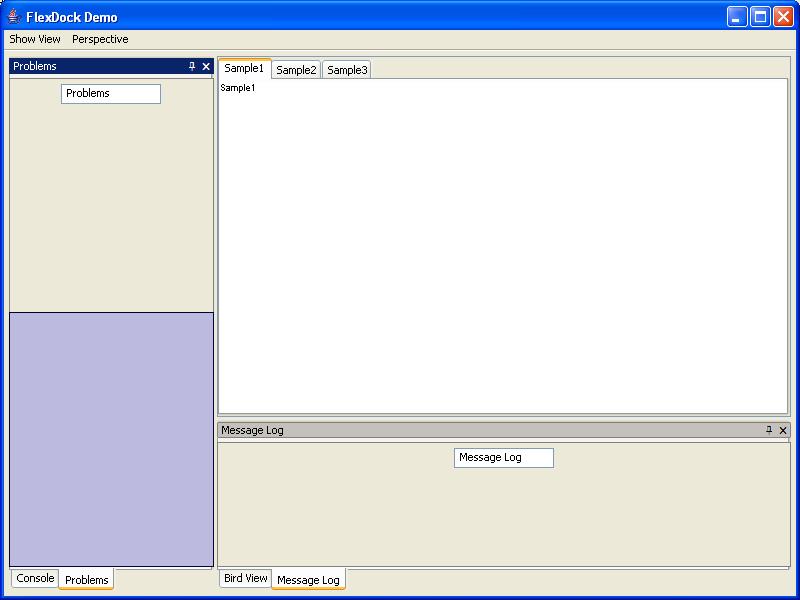 FlexDock Demo
Show View Perspective
Problems
Problems
Sample1 Sample2 Sample3
Sample1
Message Log
Message Log
Console Problems
Bird View Message Log